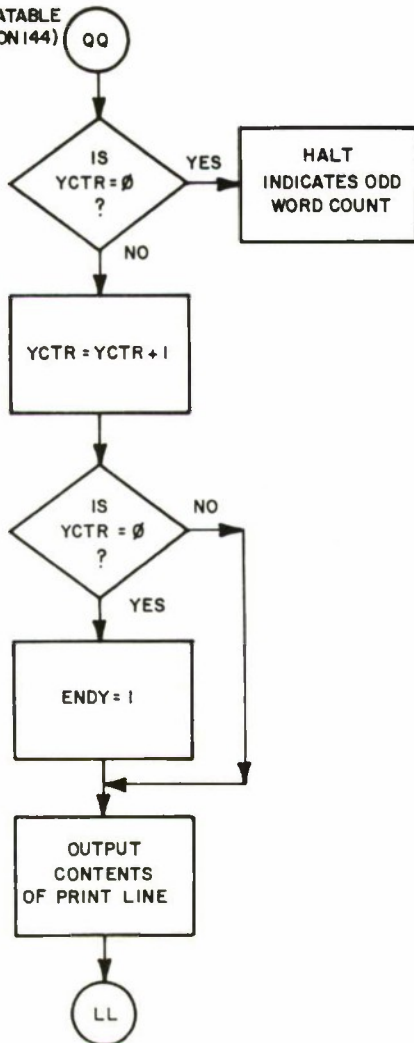 ATABLE
ON 144)
QQ
IS
YCTR = Ø
?
YES
HALT
INDICATES ODD
WORD COUNT
NO
YCTR = YCTR + 1
IS
YCTR = Ø
?
NO
YES
ENDY = 1
OUTPUT
CONTENTS
OF PRINT LINE
LL